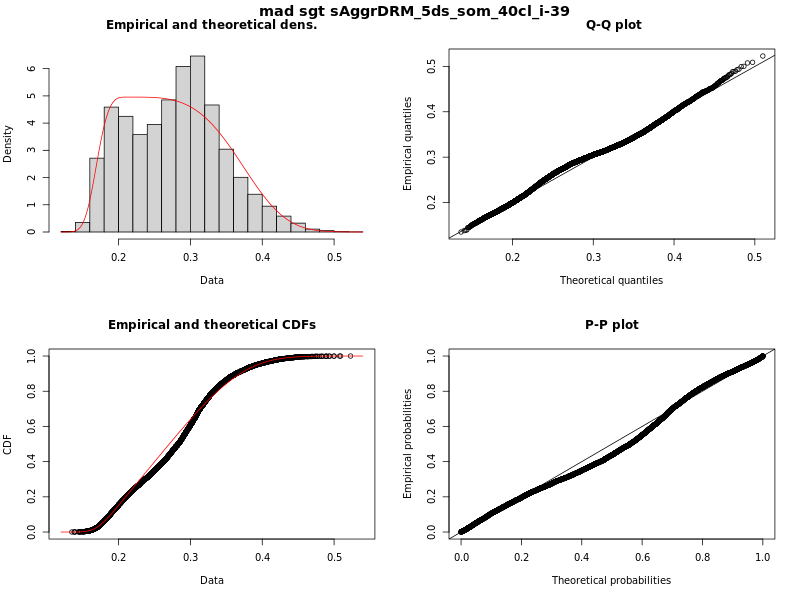 mad sgt sAggrDRM_5ds_som_40cl_i-39
Empirical and theoretical dens.
Density
0 1 2 3 4 5 6
0.2 0.3 0.4 0.5
Data
Q-Q plot
Empirical quantiles
0.2 0.3 0.4 0.5
0.2 0.3 0.4 0.5
Theoretical quantiles
Empirical and theoretical CDFs
CDF
0.0 0.2 0.4 0.6 0.8 1.0
0.2 0.3 0.4 0.5
Data
P-P plot
Empirical probabilities
0.0 0.2 0.4 0.6 0.8 1.0
0.0 0.2 0.4 0.6 0.8 1.0
Theoretical probabilities